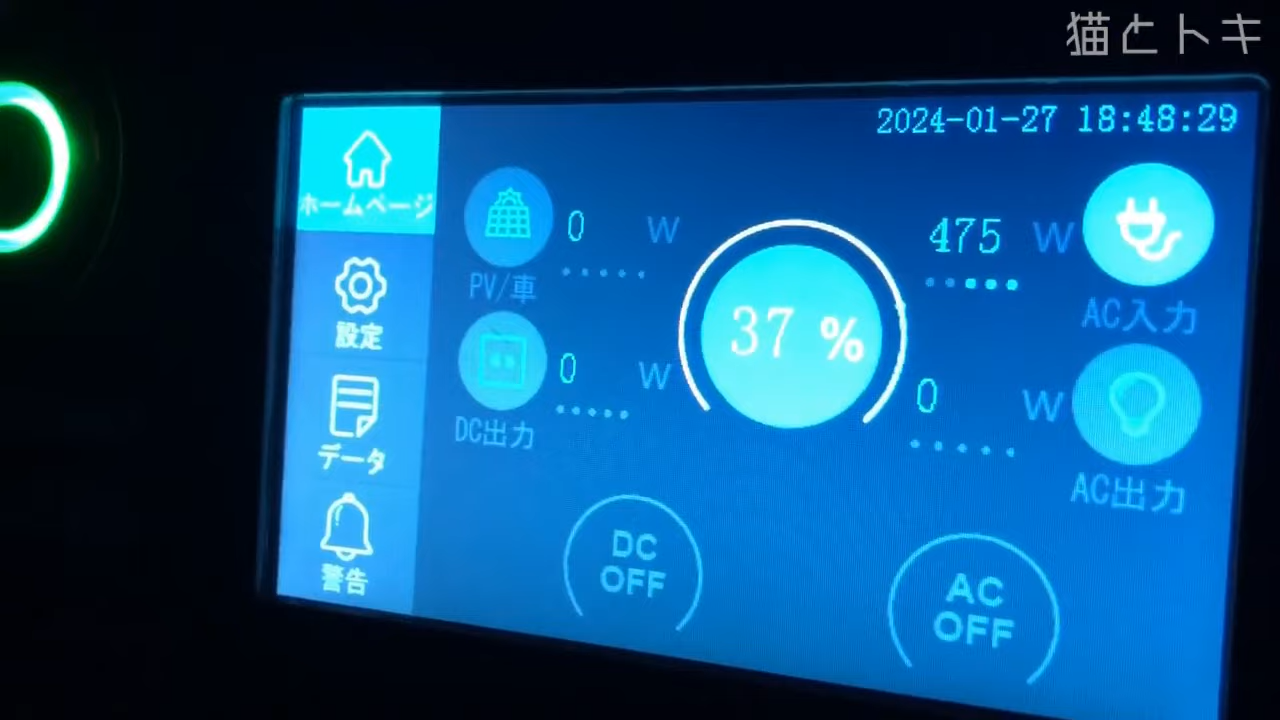 猫とトキ
2024-01-27 18:48:29
ホームページ
設定
データ
警告
0 W
PV/車
0 W
DC出力
37 %
475 W
AC入力
0 W
AC出力
DC
OFF
AC
OFF